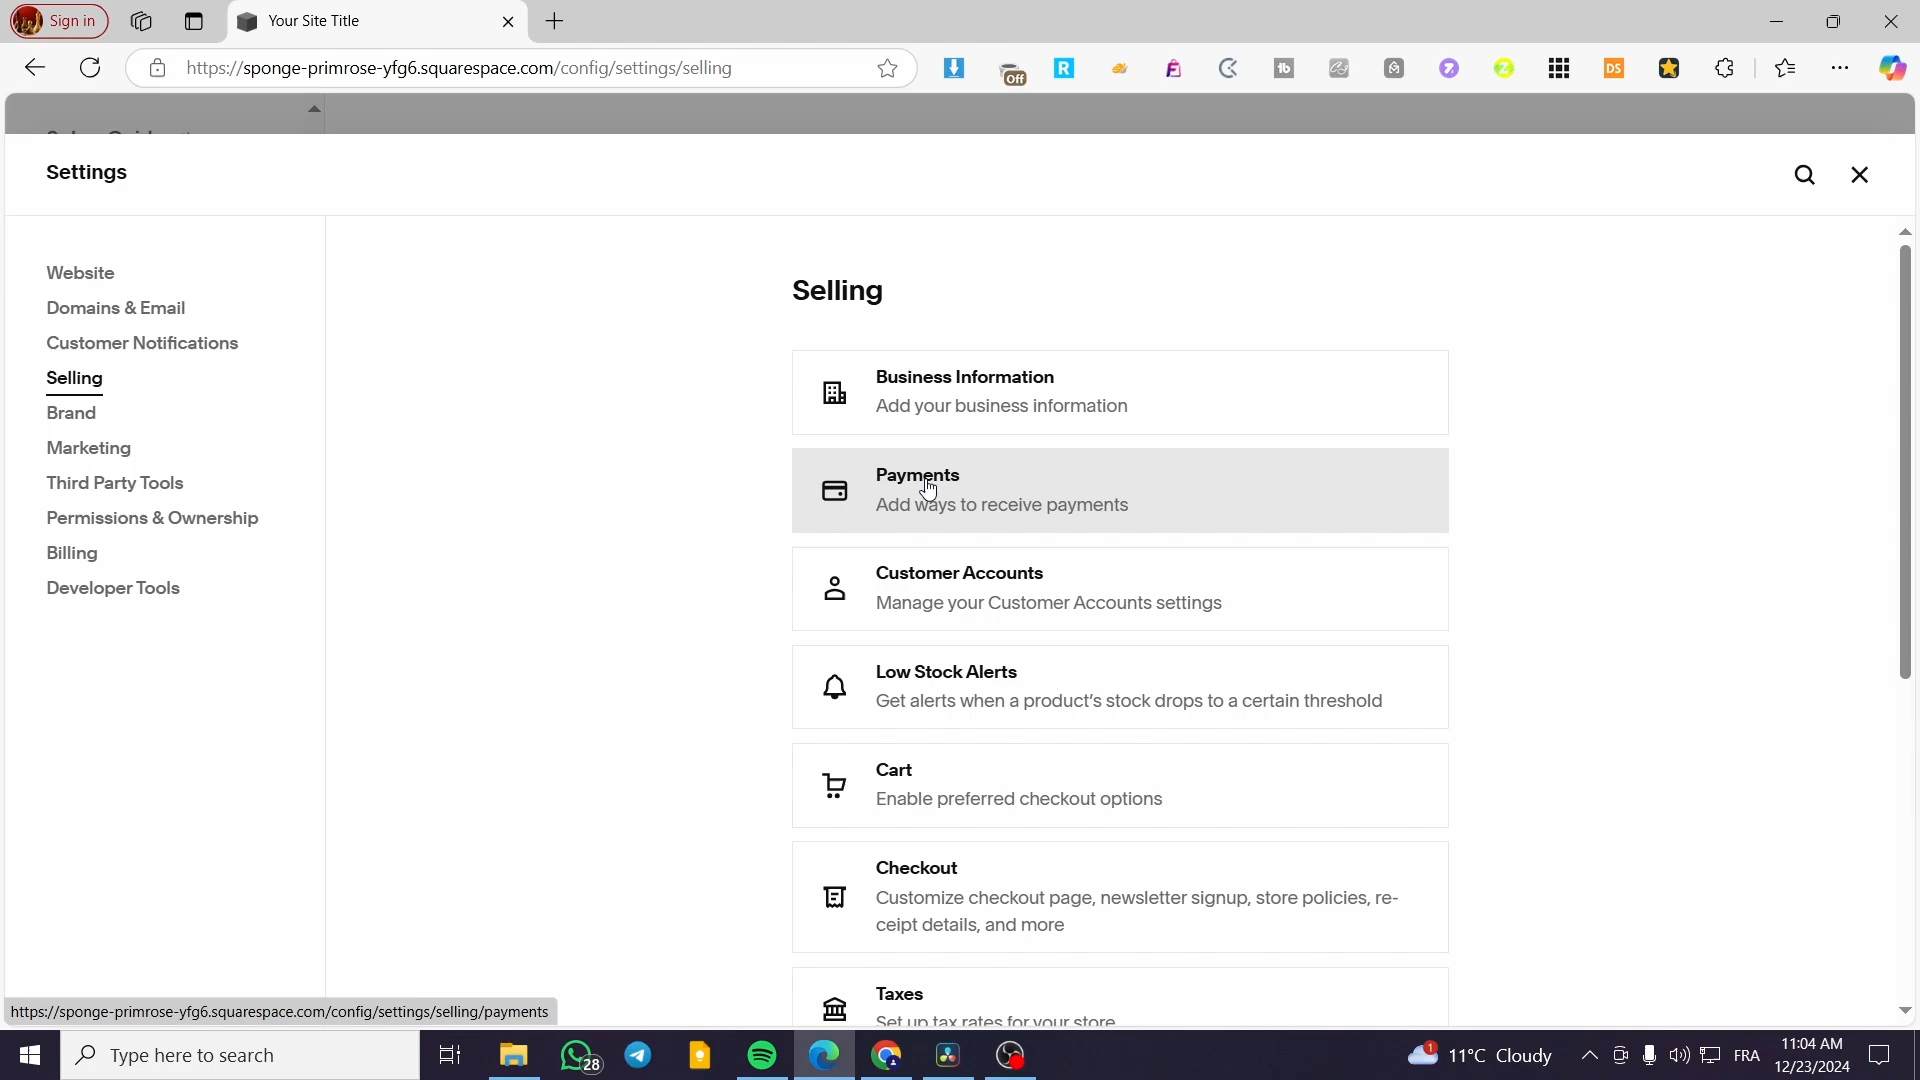 Sign in
Your Site Title
https://sponge-primrose-yfg6.squarespace.com/config/settings/selling
Off
R
tb
DS
Settings
Website
Domains & Email
Customer Notifications
Selling
Brand
Marketing
Third Party Tools
Permissions & Ownership
Billing
Developer Tools
Selling
Business Information
Add your business information
Payments
Add ways to receive payments
Customer Accounts
Manage your Customer Accounts settings
Low Stock Alerts
Get alerts when a product's stock drops to a certain threshold
Cart
Enable preferred checkout options
Checkout
Customize checkout page, newsletter signup, store policies, re-
ceipt details, and more
Taxes
Set up tax rates for your store
https://sponge-primrose-yfg6.squarespace.com/config/settings/selling/payments
Type here to search
28
1
11°C Cloudy
FRA
11:04 AM
12/23/2024